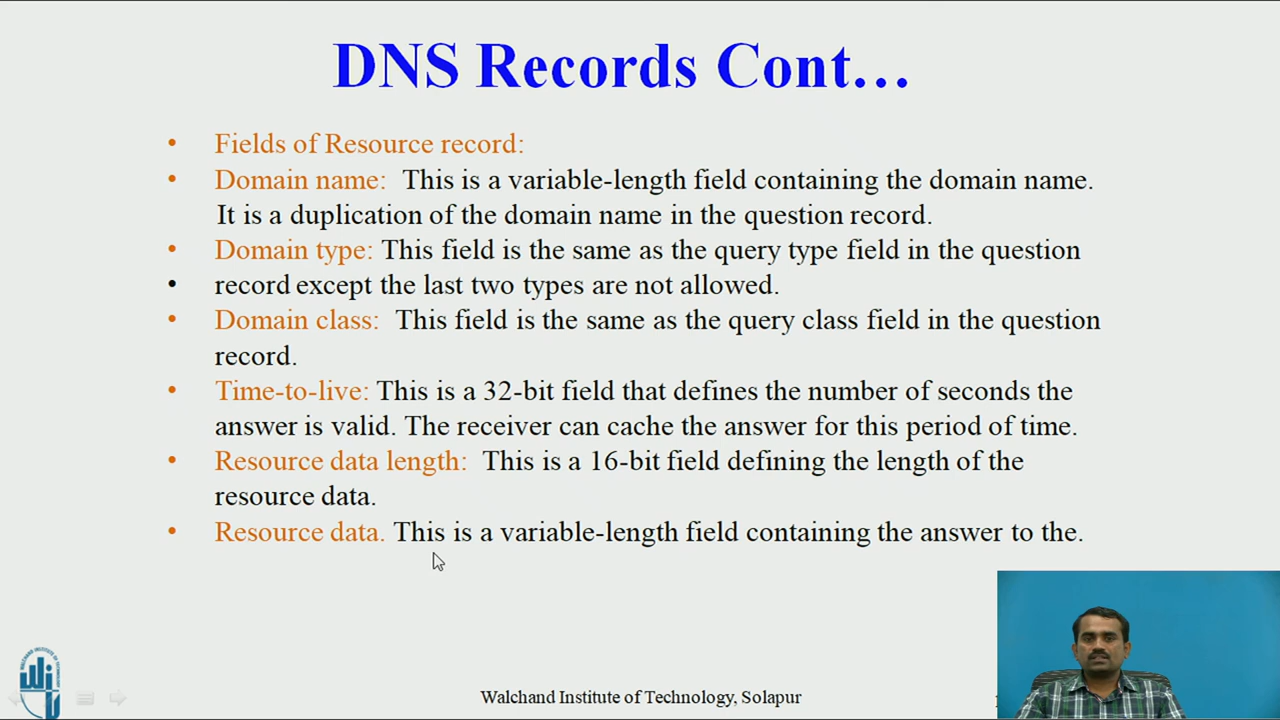 DNS Records Cont…
• Fields of Resource record:
• Domain name: This is a variable-length field containing the domain name.
It is a duplication of the domain name in the question record.
• Domain type: This field is the same as the query type field in the question
• record except the last two types are not allowed.
• Domain class: This field is the same as the query class field in the question
record.
• Time-to-live: This is a 32-bit field that defines the number of seconds the
answer is valid. The receiver can cache the answer for this period of time.
• Resource data length: This is a 16-bit field defining the length of the
resource data.
• Resource data. This is a variable-length field containing the answer to the.
Walchand Institute of Technology, Solapur